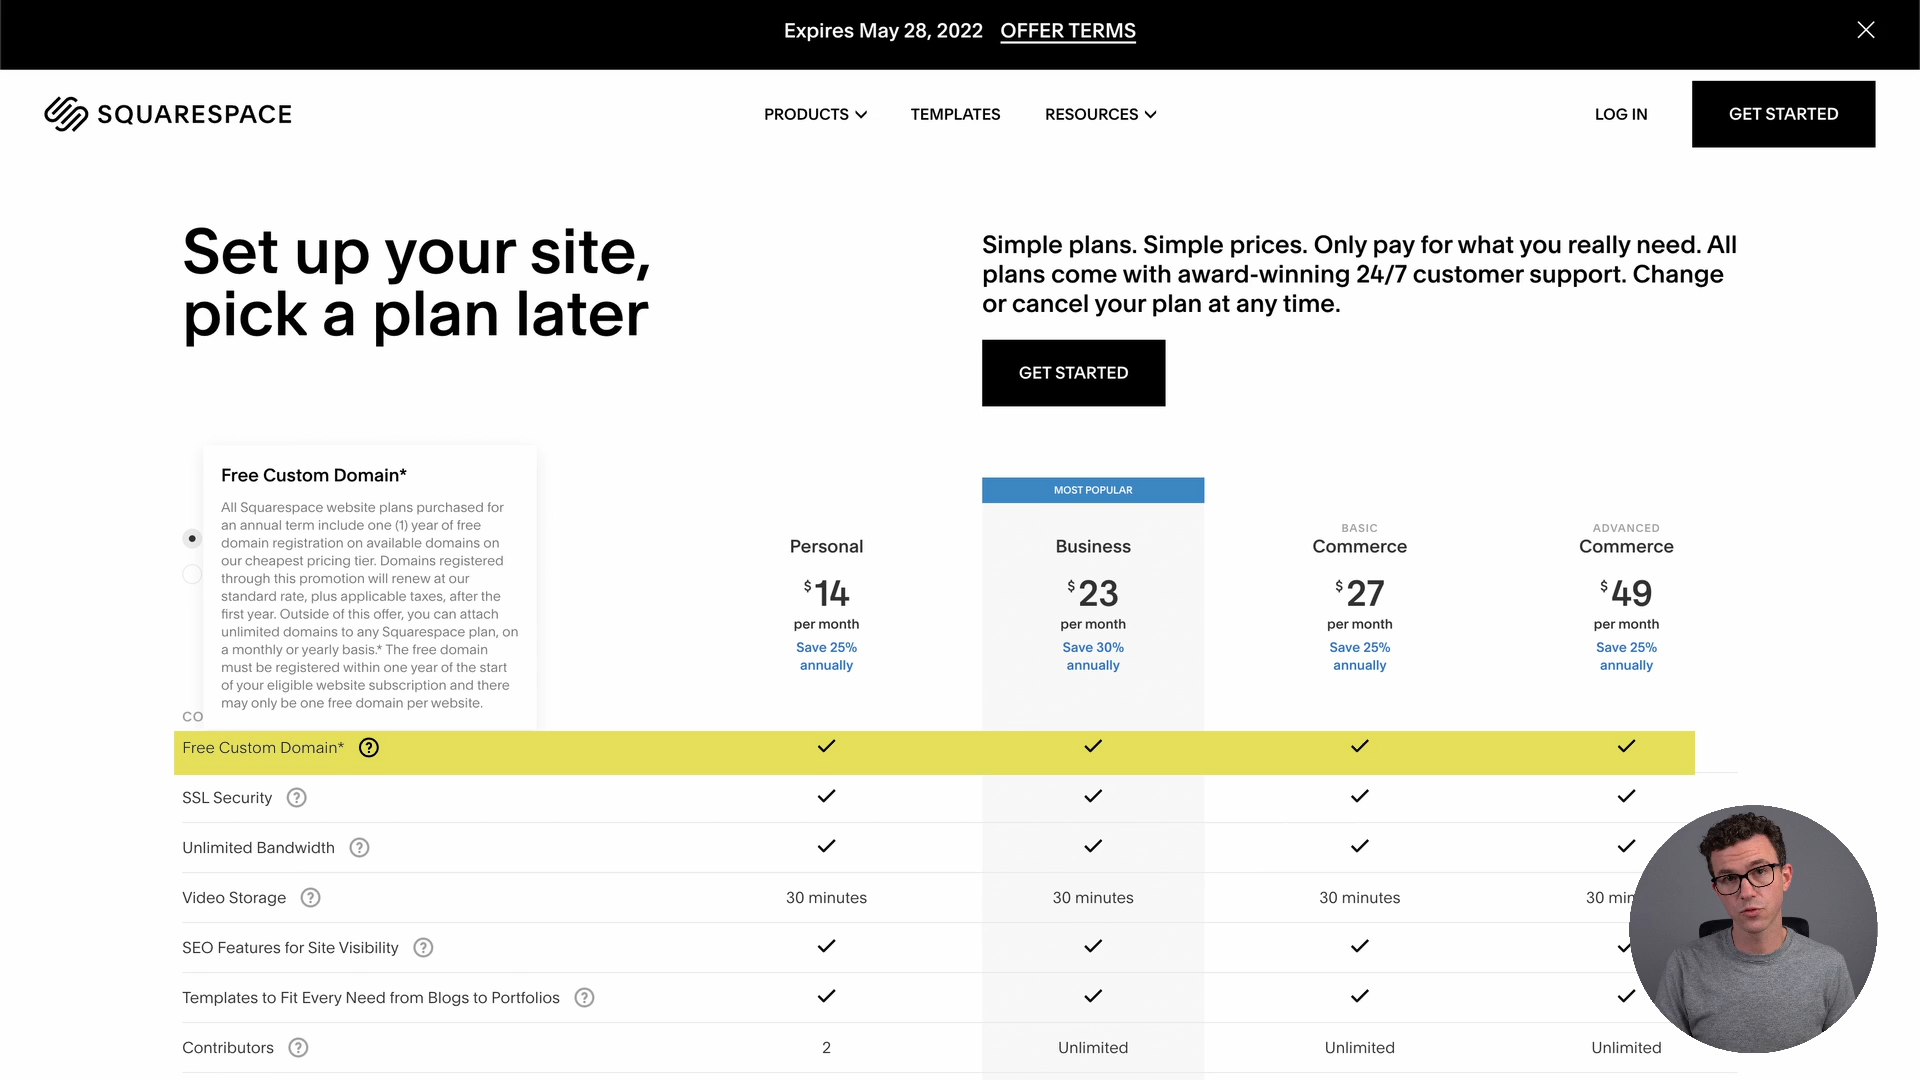 Expires May 28, 2022 OFFER TERMS
SQUARESPACE
PRODUCTS
TEMPLATES
RESOURCES
LOG IN
GET STARTED
Set up your site,
pick a plan later
Simple plans. Simple prices. Only pay for what you really need. All
plans come with award-winning 24/7 customer support. Change
or cancel your plan at any time.
GET STARTED
Free Custom Domain*
All Squarespace website plans purchased for
an annual term include one (1) year of free
domain registration on available domains on
our cheapest pricing tier. Domains registered
through this promotion will renew at our
standard rate, plus applicable taxes, after the
first year. Outside of this offer, you can attach
unlimited domains to any Squarespace plan, on
a monthly or yearly basis.* The free domain
must be registered within one year of the start
of your eligible website subscription and there
may only be one free domain per website.
MOST POPULAR
Personal
$14
per month
Save 25%
annually
Business
$23
per month
Save 30%
annually
BASIC
Commerce
$27
per month
Save 25%
annually
ADVANCED
Commerce
$49
per month
Save 25%
annually
CO
Free Custom Domain* ?
SSL Security ?
Unlimited Bandwidth ?
Video Storage ? 30 minutes 30 minutes 30 minutes 30 min
SEO Features for Site Visibility ?
Templates to Fit Every Need from Blogs to Portfolios ?
Contributors ? 2 Unlimited Unlimited Unlimited